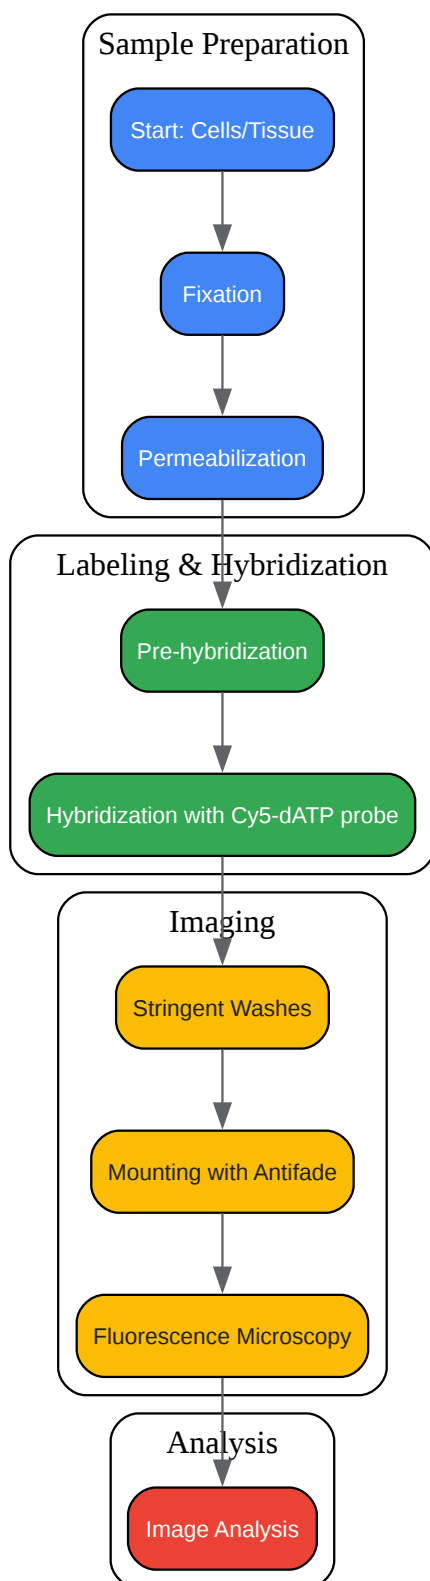 Sample Preparation
Start: Cells/Tissue
Fixation
Permeabilization
Labeling & Hybridization
Pre-hybridization
Hybridization with Cy5-dATP probe
Imaging
Stringent Washes
Mounting with Antifade
Fluorescence Microscopy
Analysis
Image Analysis